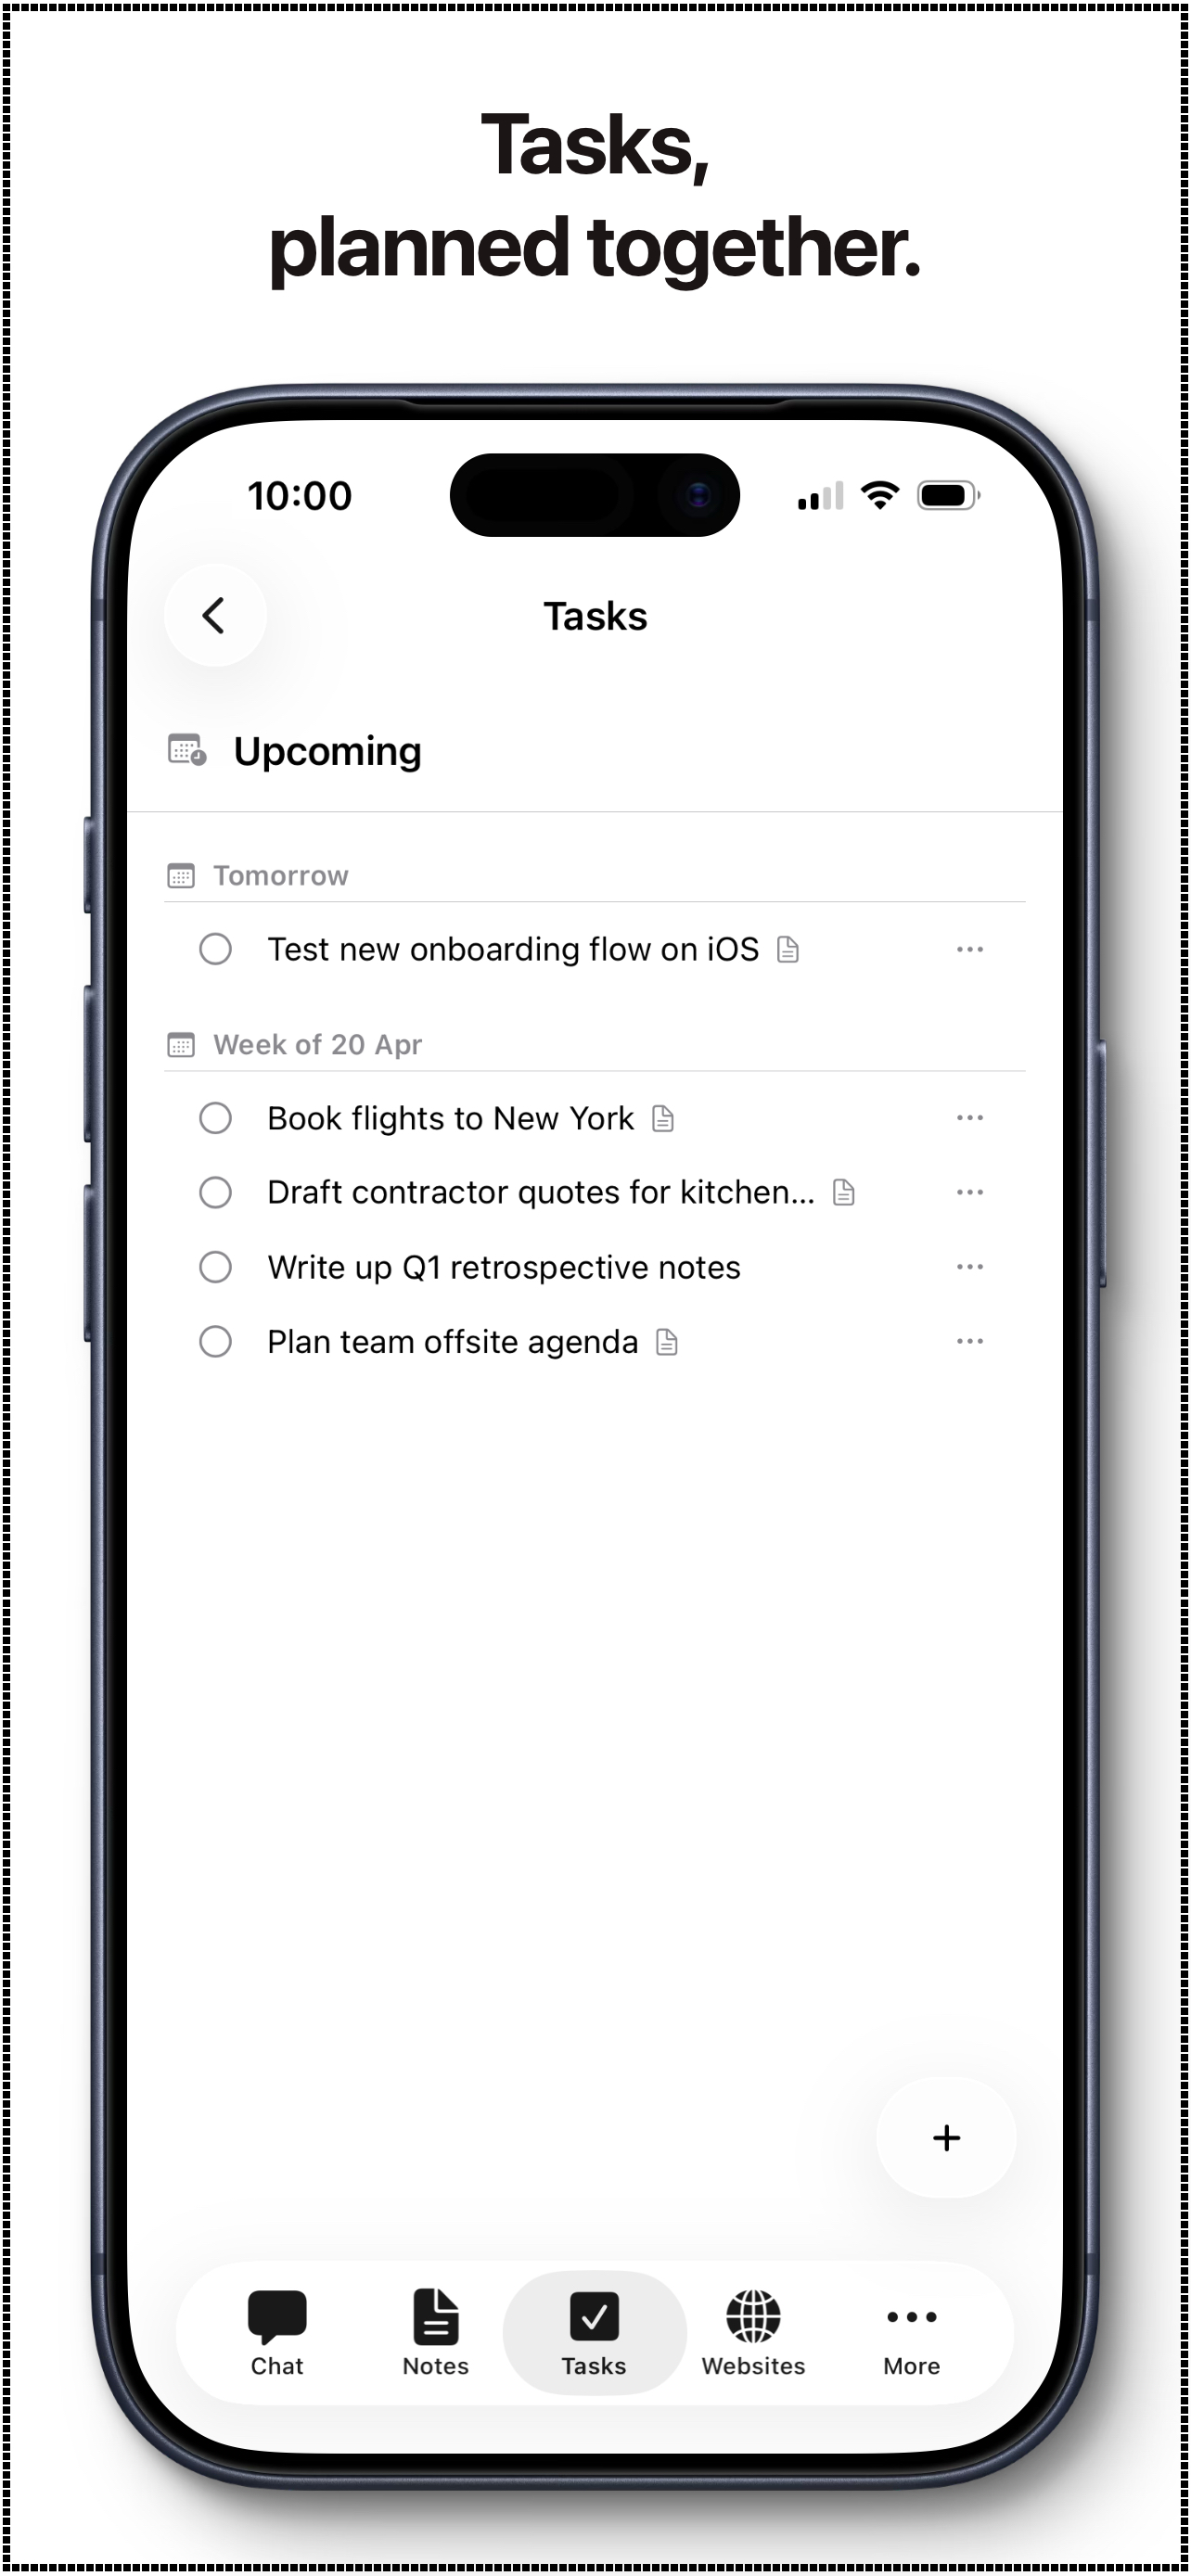 Tasks,
planned together.
10:00
Tasks
Upcoming
Tomorrow
Test new onboarding flow on iOS
Week of 20 Apr
Book flights to New York
Draft contractor quotes for kitchen...
Write up Q1 retrospective notes
Plan team offsite agenda
Chat
Notes
Tasks
Websites
More